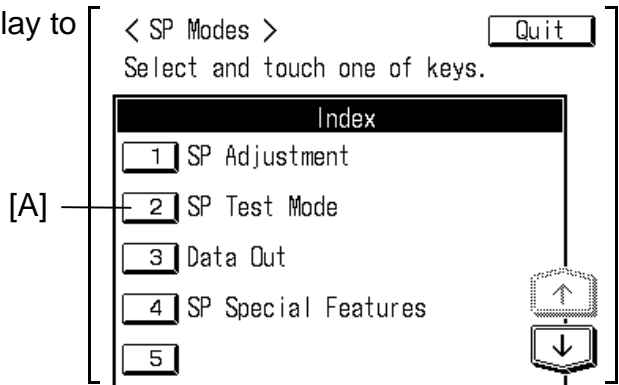 lay to
< SP Modes > Quit
Select and touch one of keys.
Index
1 SP Adjustment
[A] 2 SP Test Mode
3 Data Out
4 SP Special Features
↑
5
↓